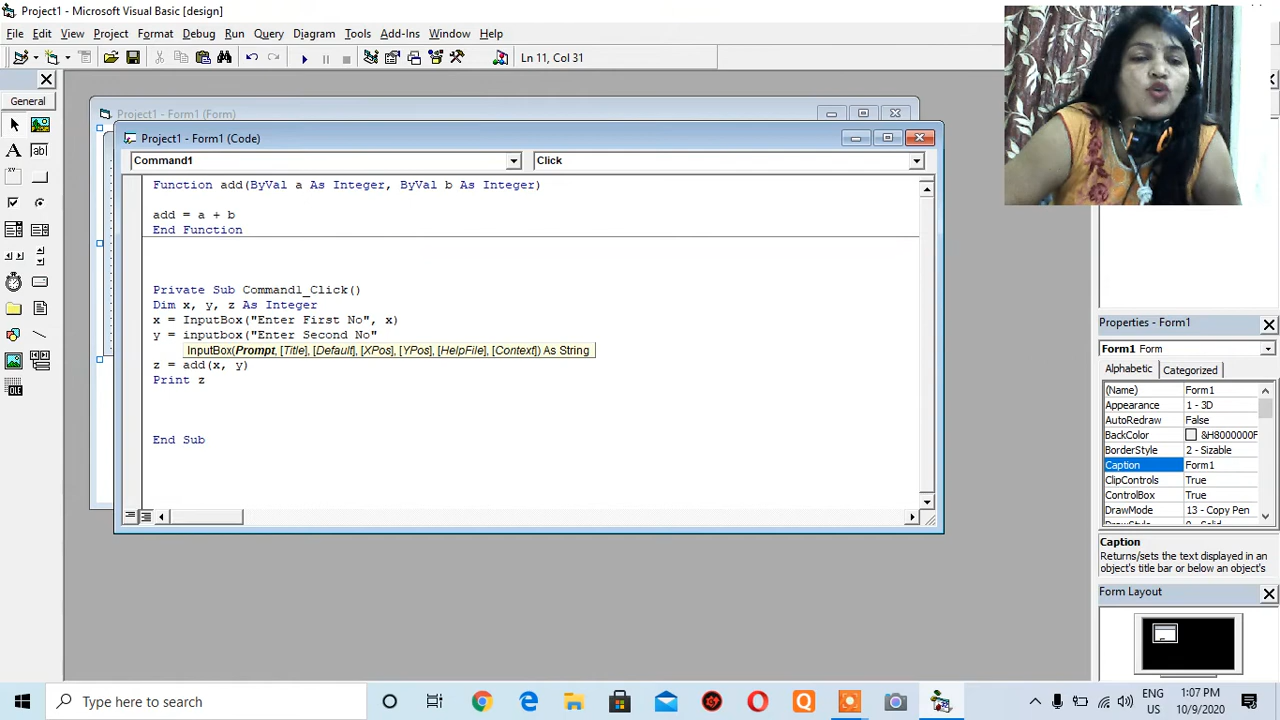 Project1 - Microsoft Visual Basic [design]
File Edit View Project Format Debug Run Query Diagram Tools Add-Ins Window Help
Ln 11, Col 31
General
Project1 - Form1 (Form)
Project1 - Form1 (Code)
Command1 Click
Function add(ByVal a As Integer, ByVal b As Integer)
add = a + b
End Function
Private Sub Command1_Click()
Dim x, y, z As Integer
x = InputBox("Enter First No", x)
y = inputbox("Enter Second No"
InputBox(Prompt, [Title], [Default], [XPos], [YPos], [HelpFile], [Context]) As String
z = add(x, y)
Print z
End Sub
OLE
Properties - Form1
Form1 Form
Alphabetic Categorized
(Name) Form1
Appearance 1 - 3D
AutoRedraw False
BackColor &H8000000F
BorderStyle 2 - Sizable
Caption Form1
ClipControls True
ControlBox True
DrawMode 13 - Copy Pen
DrawStyle 0 - Solid
Caption
Returns/sets the text displayed in an
object's title bar or below an object's
Form Layout
Type here to search
ENG
US
1:07 PM
10/9/2020